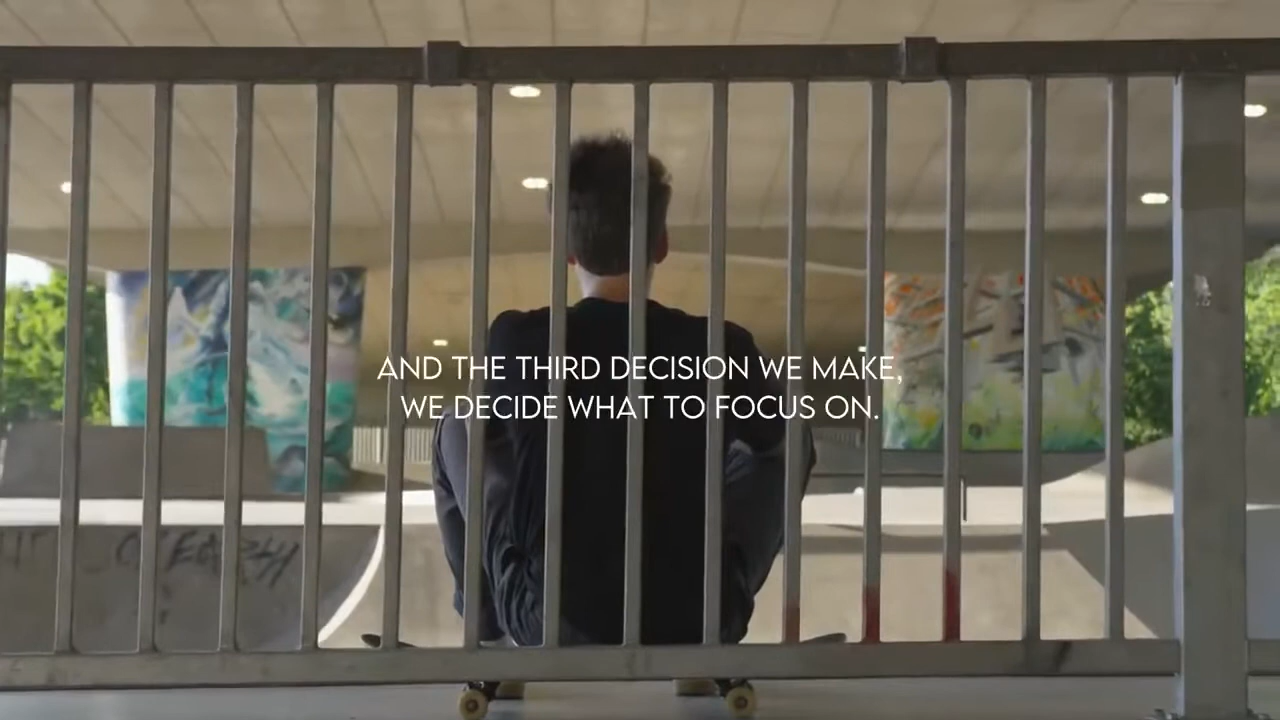 AND THE THIRD DECISION WE MAKE,
WE DECIDE WHAT TO FOCUS ON.